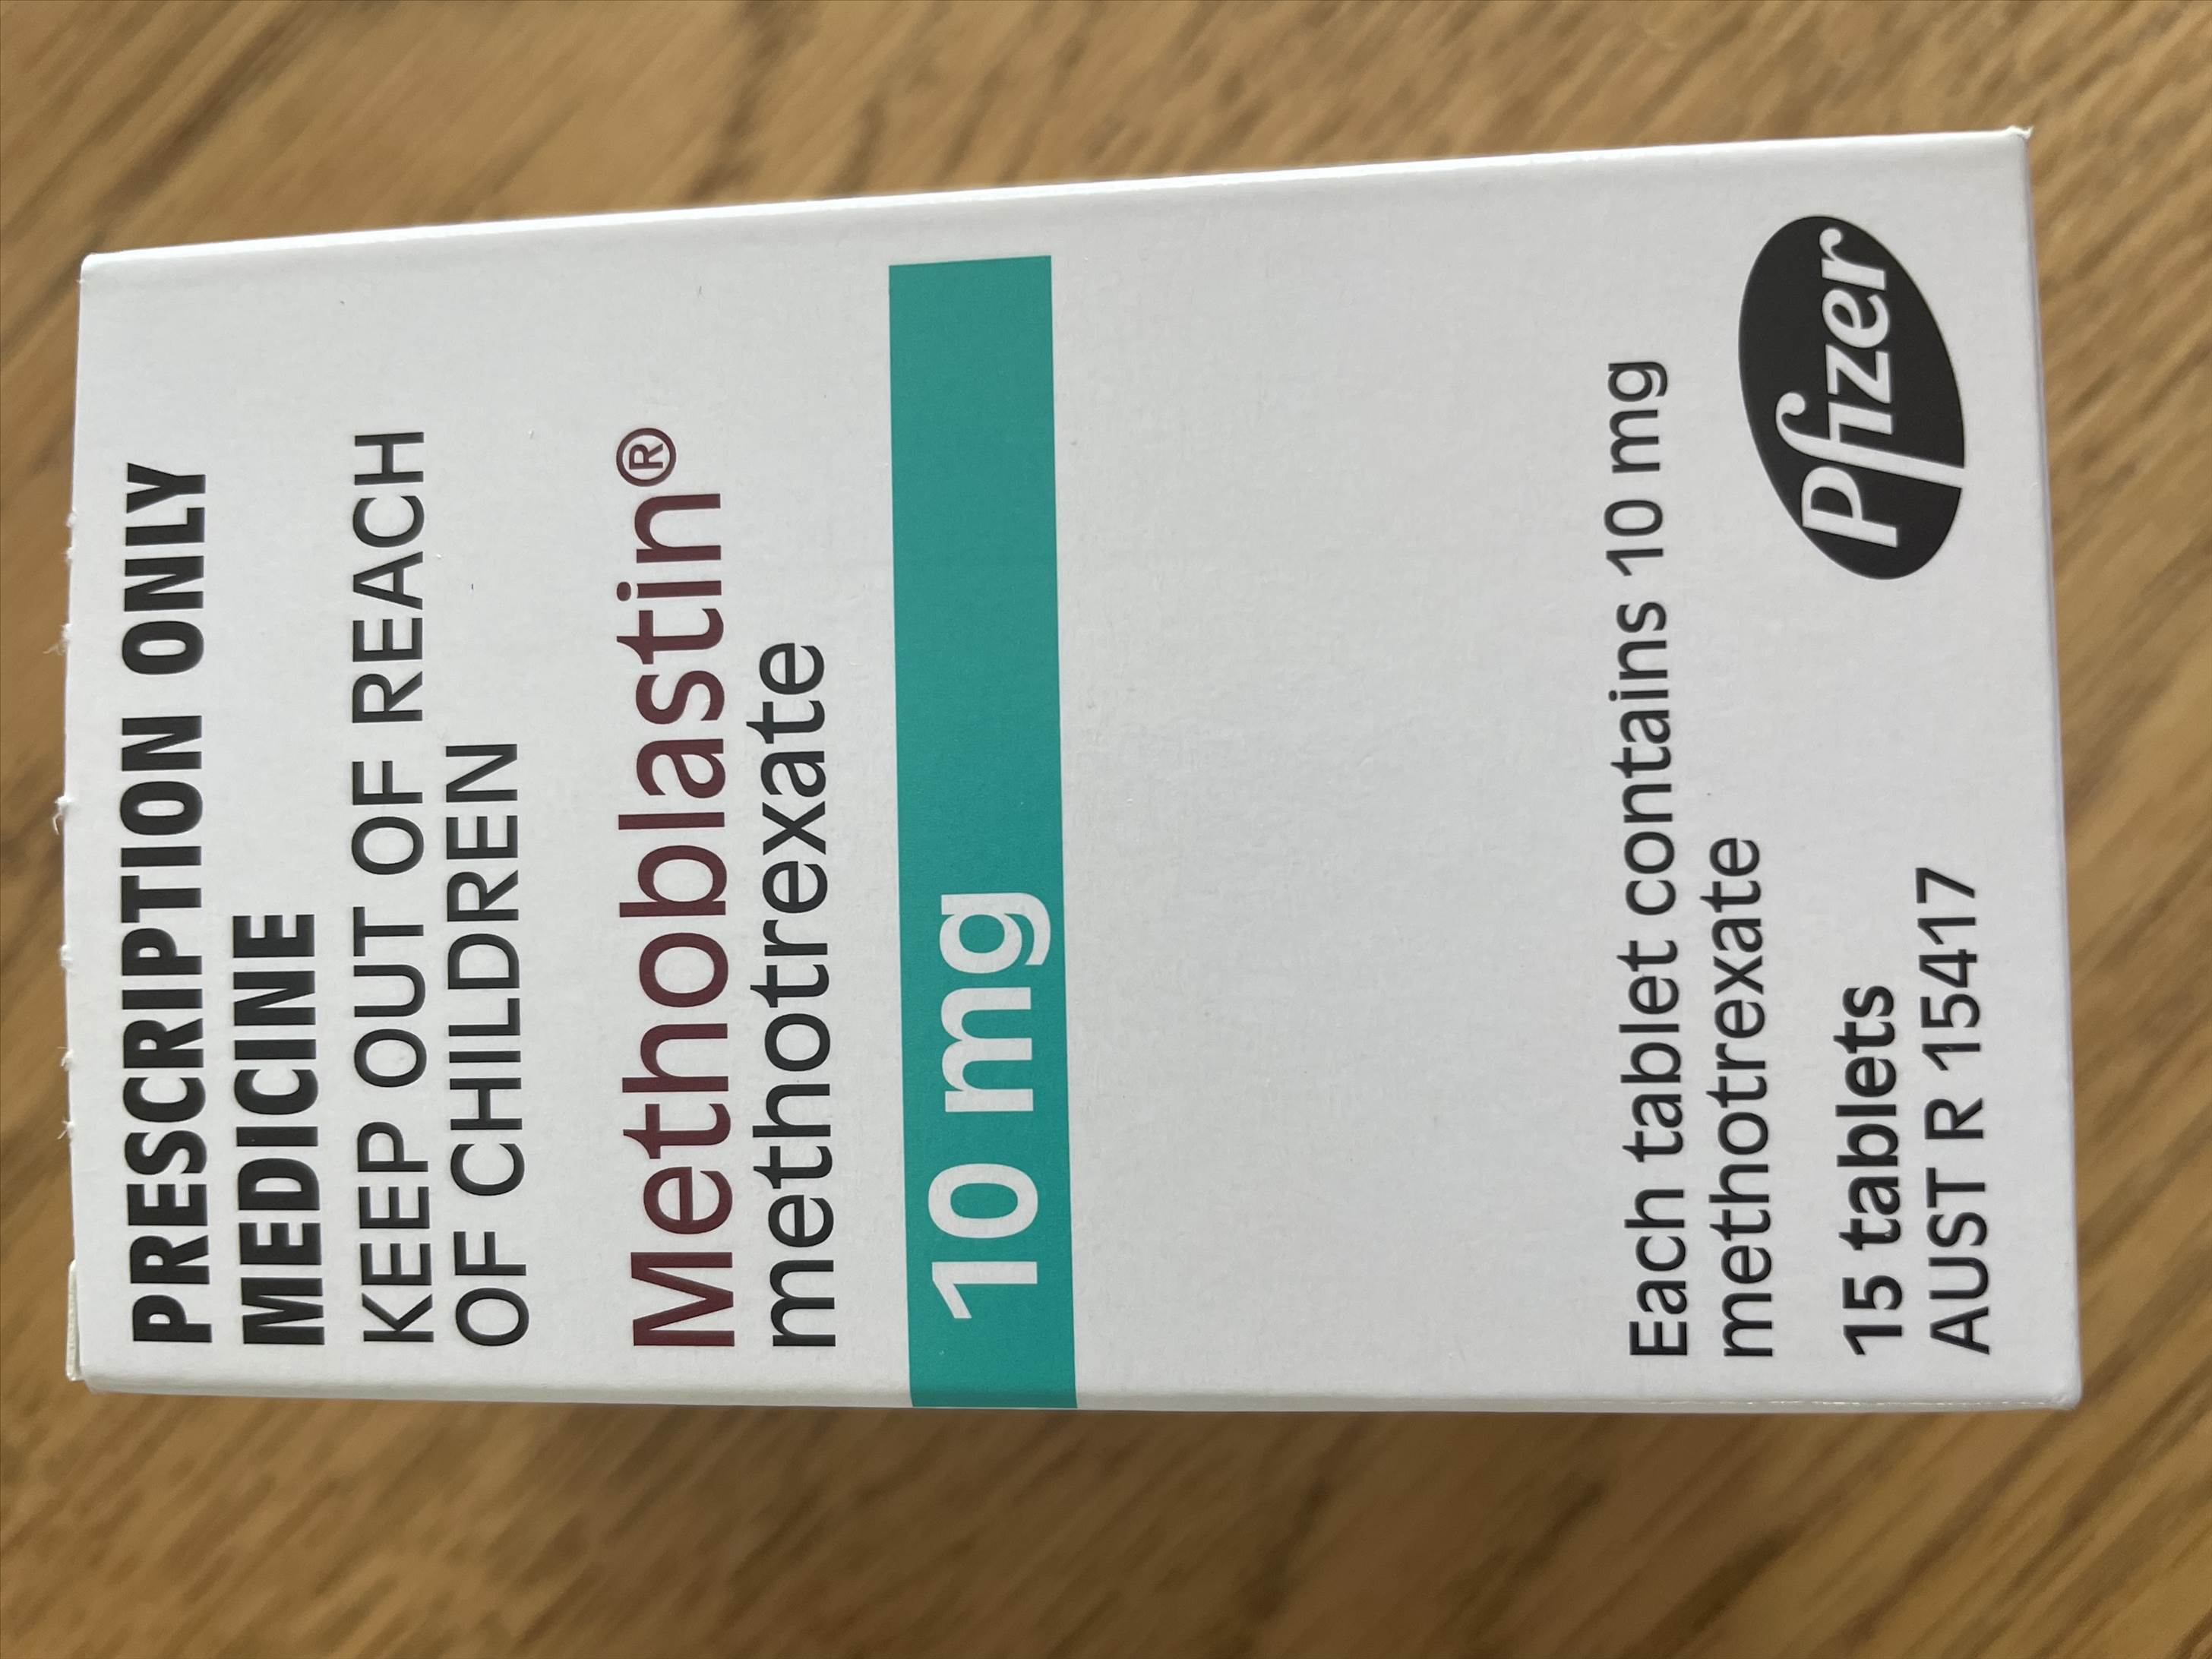 PRESCRIPTION ONLY
MEDICINE
KEEP OUT OF REACH
OF CHILDREN
Methoblastin®
methotrexate
10 mg
Each tablet contains 10 mg
methotrexate
15 tablets
AUST R 15417
Pfizer